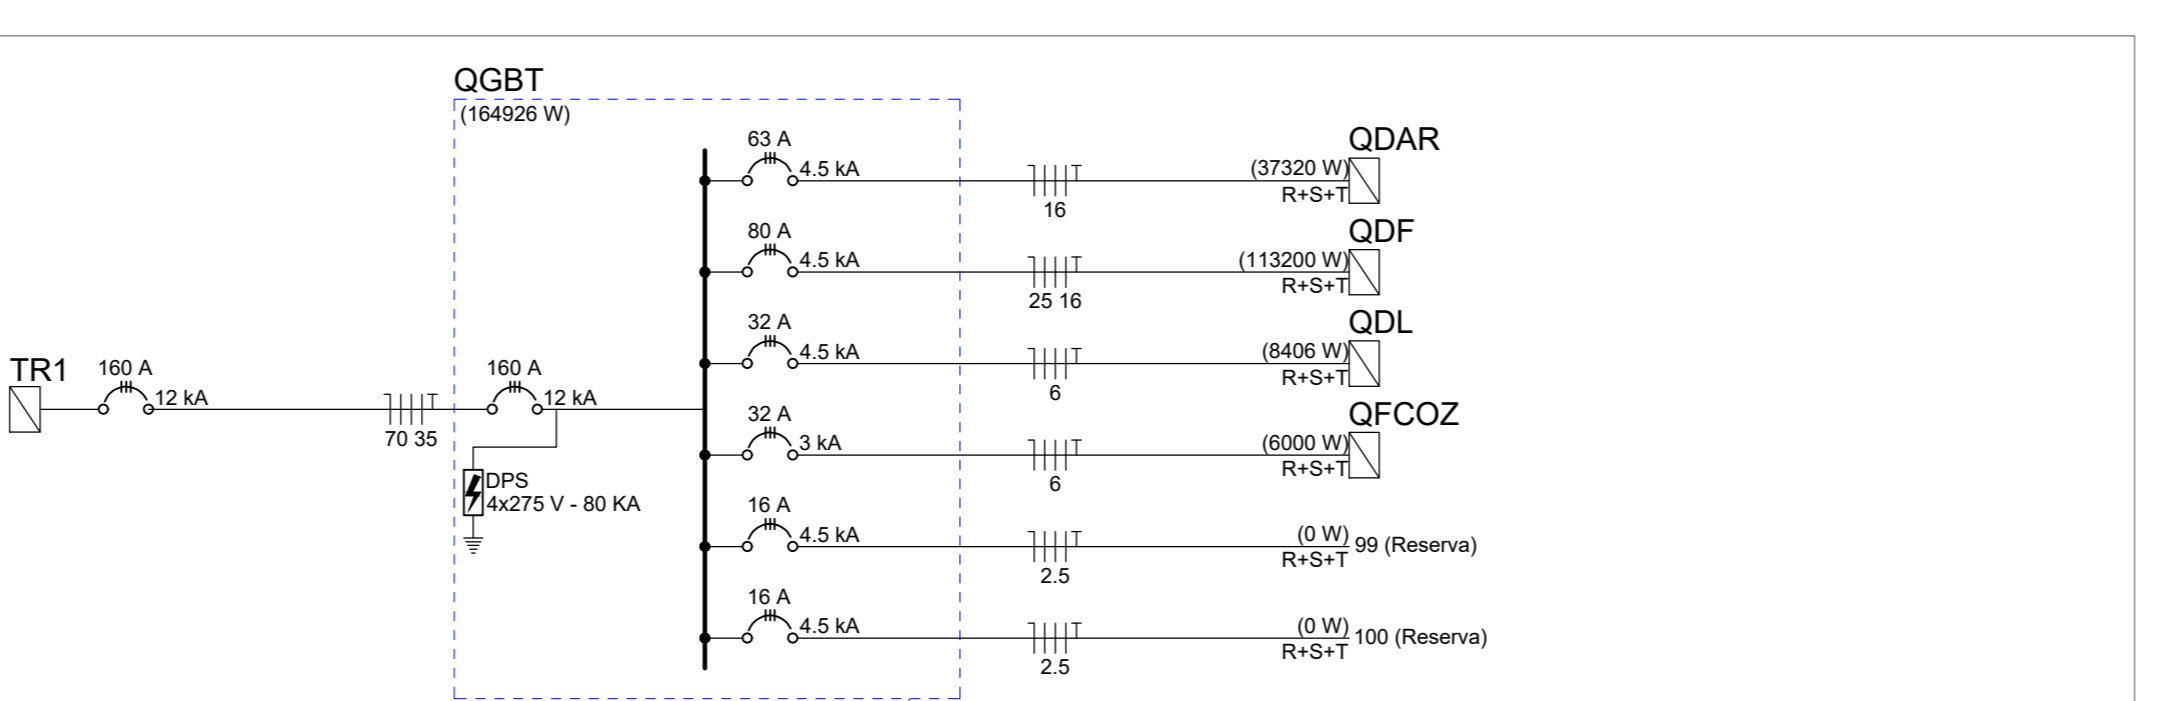 QGBT
(164926 W)
63 A
4.5 kA
16
(37320 W)
R+S+T
QDAR
80 A
4.5 kA
25 16
(113200 W)
R+S+T
QDF
32 A
4.5 kA
6
(8406 W)
R+S+T
QDL
TR1
160 A
12 kA
70 35
160 A
12 kA
DPS
4x275 V - 80 KA
32 A
3 kA
6
(6000 W)
R+S+T
QFCOZ
16 A
4.5 kA
2.5
(0 W)
R+S+T
99 (Reserva)
16 A
4.5 kA
2.5
(0 W)
R+S+T
100 (Reserva)